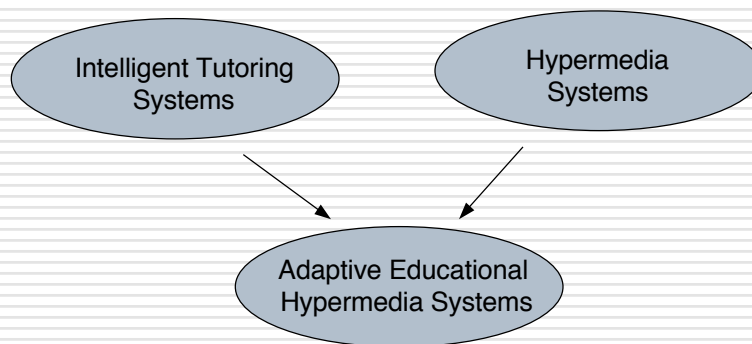 Intelligent Tutoring
Systems
Hypermedia
Systems
Adaptive Educational
Hypermedia Systems